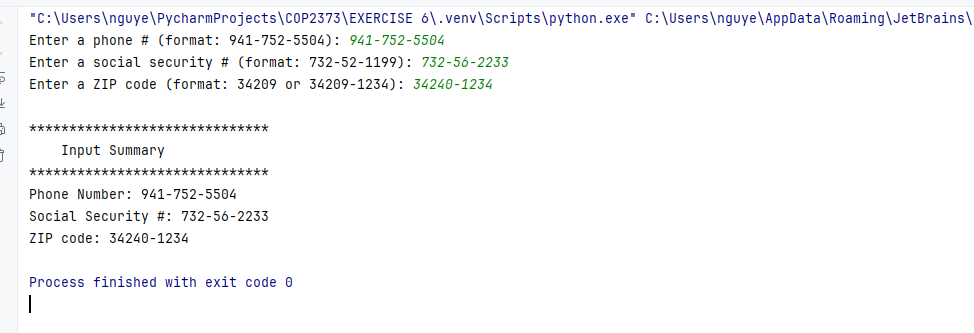 "C:\Users\nguye\PycharmProjects\COP2373\EXERCISE 6\.venv\Scripts\python.exe" C:\Users\nguye\AppData\Roaming\JetBrains\
Enter a phone # (format: 941-752-5504): 941-752-5504
Enter a social security # (format: 732-52-1199): 732-56-2233
Enter a ZIP code (format: 34209 or 34209-1234): 34240-1234
******************************
Input Summary
******************************
Phone Number: 941-752-5504
Social Security #: 732-56-2233
ZIP code: 34240-1234
Process finished with exit code 0